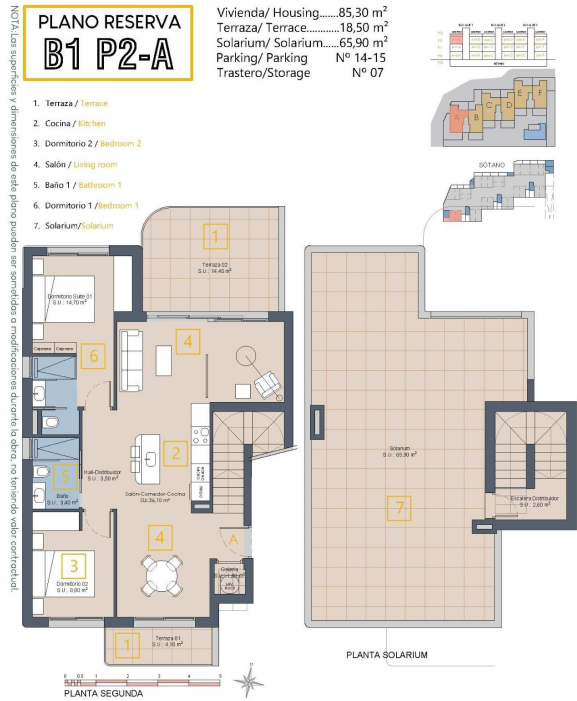 PLANO RESERVA
B1 P2-A
Vivienda/ Housing......85,30 m²
Terraza/ Terrace............18,50 m²
Solarium/ Solarium....65,90 m²
Parking/ Parking Nº 14-15
Trastero/Storage Nº 07
NOTA:Las superficies y dimensiones de este plano pueden ser sometidas a modificaciones durante la obra, no teniendo valor contractual.
1. Terraza / Terrace
2. Cocina / Kitchen
3. Dormitorio 2 / Bedroom 2
4. Salón / Living room
5. Baño 1 / Bathroom 1
6. Dormitorio 1 /Bedroom 1
7. Solarium/Solarium
A
B
C
D
E
F
SÓTANO
1
Terraza 02
S.U.: 14,40 m²
Dormitorio Suite 01
S.U.: 14,70 m²
6
4
2
5
Baño
S.U.: 3,45 m²
Hall-Distribuidor
S.U.: 3,50 m²
Salón-Comedor-Cocina
4
A
3
Dormitorio 02
S.U.: 8,80 m²
Galería
1
Terraza 01
S.U.: 4,10 m²
Solarium
S.U.: 65,90 m²
7
Escalera Distribuidor
S.U.: 2,60 m²
PLANTA SOLARIUM
PLANTA SEGUNDA